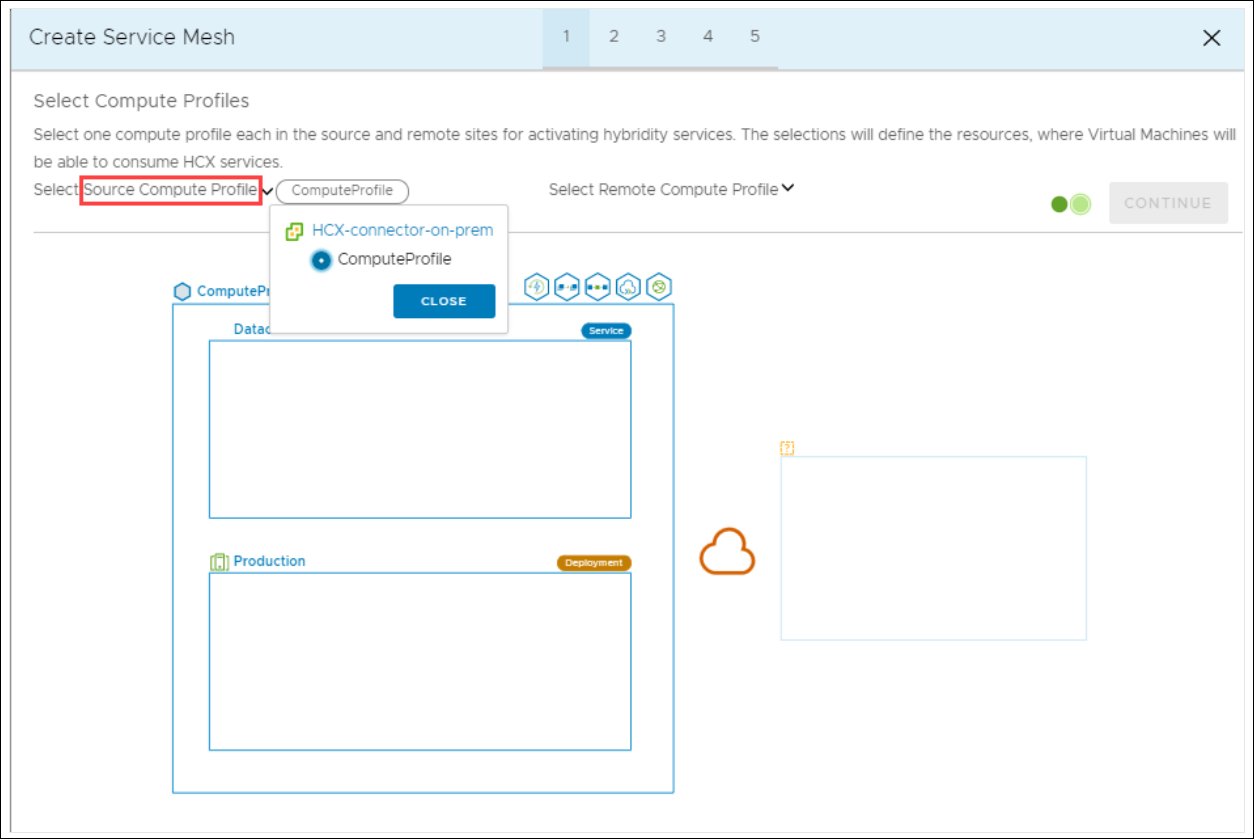 Create Service Mesh
1 2 3 4 5
Select Compute Profiles
Select one compute profile each in the source and remote sites for activating hybridity services. The selections will define the resources, where Virtual Machines will
be able to consume HCX services.
Select Source Compute Profile ComputeProfile Select Remote Compute Profile
CONTINUE
HCX-connector-on-prem
ComputeProfile
CLOSE
ComputePr
Datac
Service
?
Production
Deployment